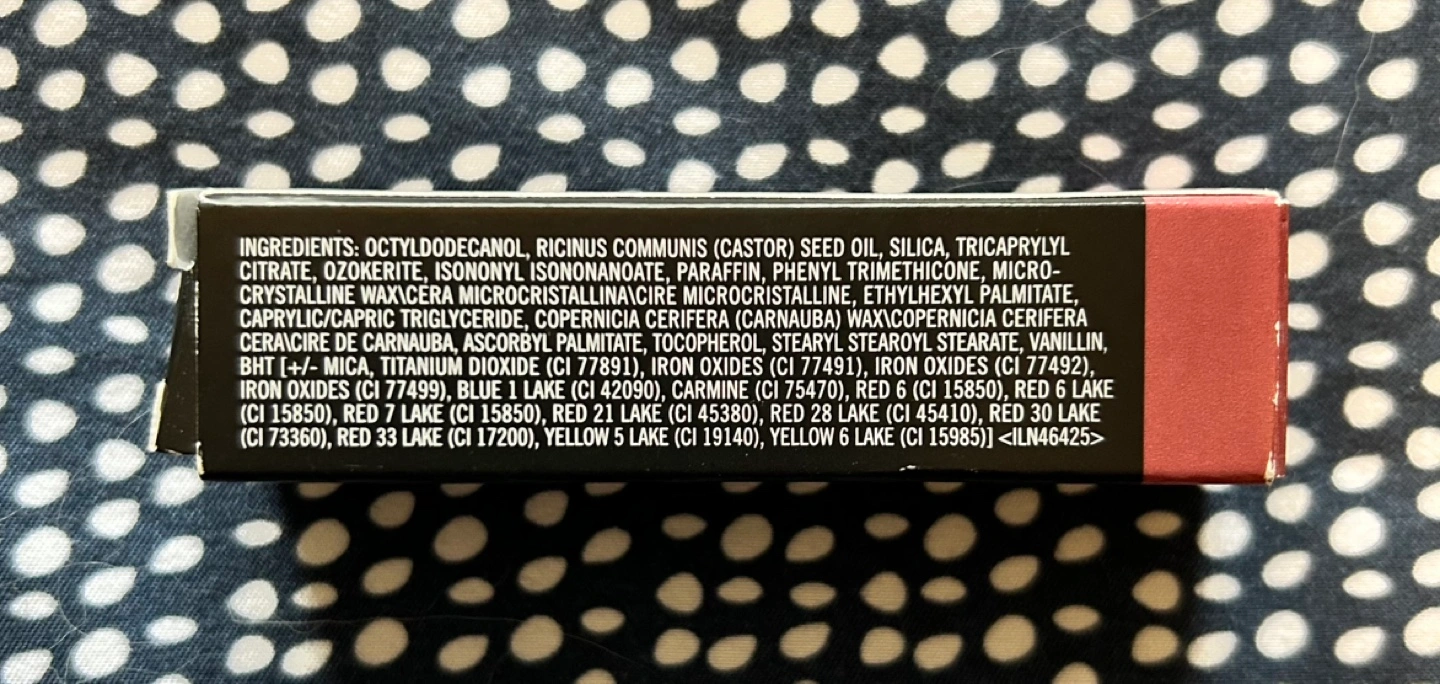 INGREDIENTS: OCTYLDODECANOL, RICINUS COMMUNIS (CASTOR) SEED OIL, SILICA, TRICAPRYLYL
CITRATE, OZOKERITE, ISONONYL ISONONANOATE, PARAFFIN, PHENYL TRIMETHICONE, MICRO-
CRYSTALLINE WAX\CERA MICROCRISTALLINA\CIRE MICROCRISTALLINE, ETHYLHEXYL PALMITATE,
CAPRYLIC/CAPRIC TRIGLYCERIDE, COPERNICIA CERIFERA (CARNAUBA) WAX\COPERNICIA CERIFERA
CERA\CIRE DE CARNAUBA, ASCORBYL PALMITATE, TOCOPHEROL, STEARYL STEAROYL STEARATE, VANILLIN,
BHT [+/- MICA, TITANIUM DIOXIDE (CI 77891), IRON OXIDES (CI 77491), IRON OXIDES (CI 77492),
IRON OXIDES (CI 77499), BLUE 1 LAKE (CI 42090), CARMINE (CI 75470), RED 6 (CI 15850), RED 6 LAKE
(CI 15850), RED 7 LAKE (CI 15850), RED 21 LAKE (CI 45380), RED 28 LAKE (CI 45410), RED 30 LAKE
(CI 73360), RED 33 LAKE (CI 17200), YELLOW 5 LAKE (CI 19140), YELLOW 6 LAKE (CI 15985)] <ILN46425>